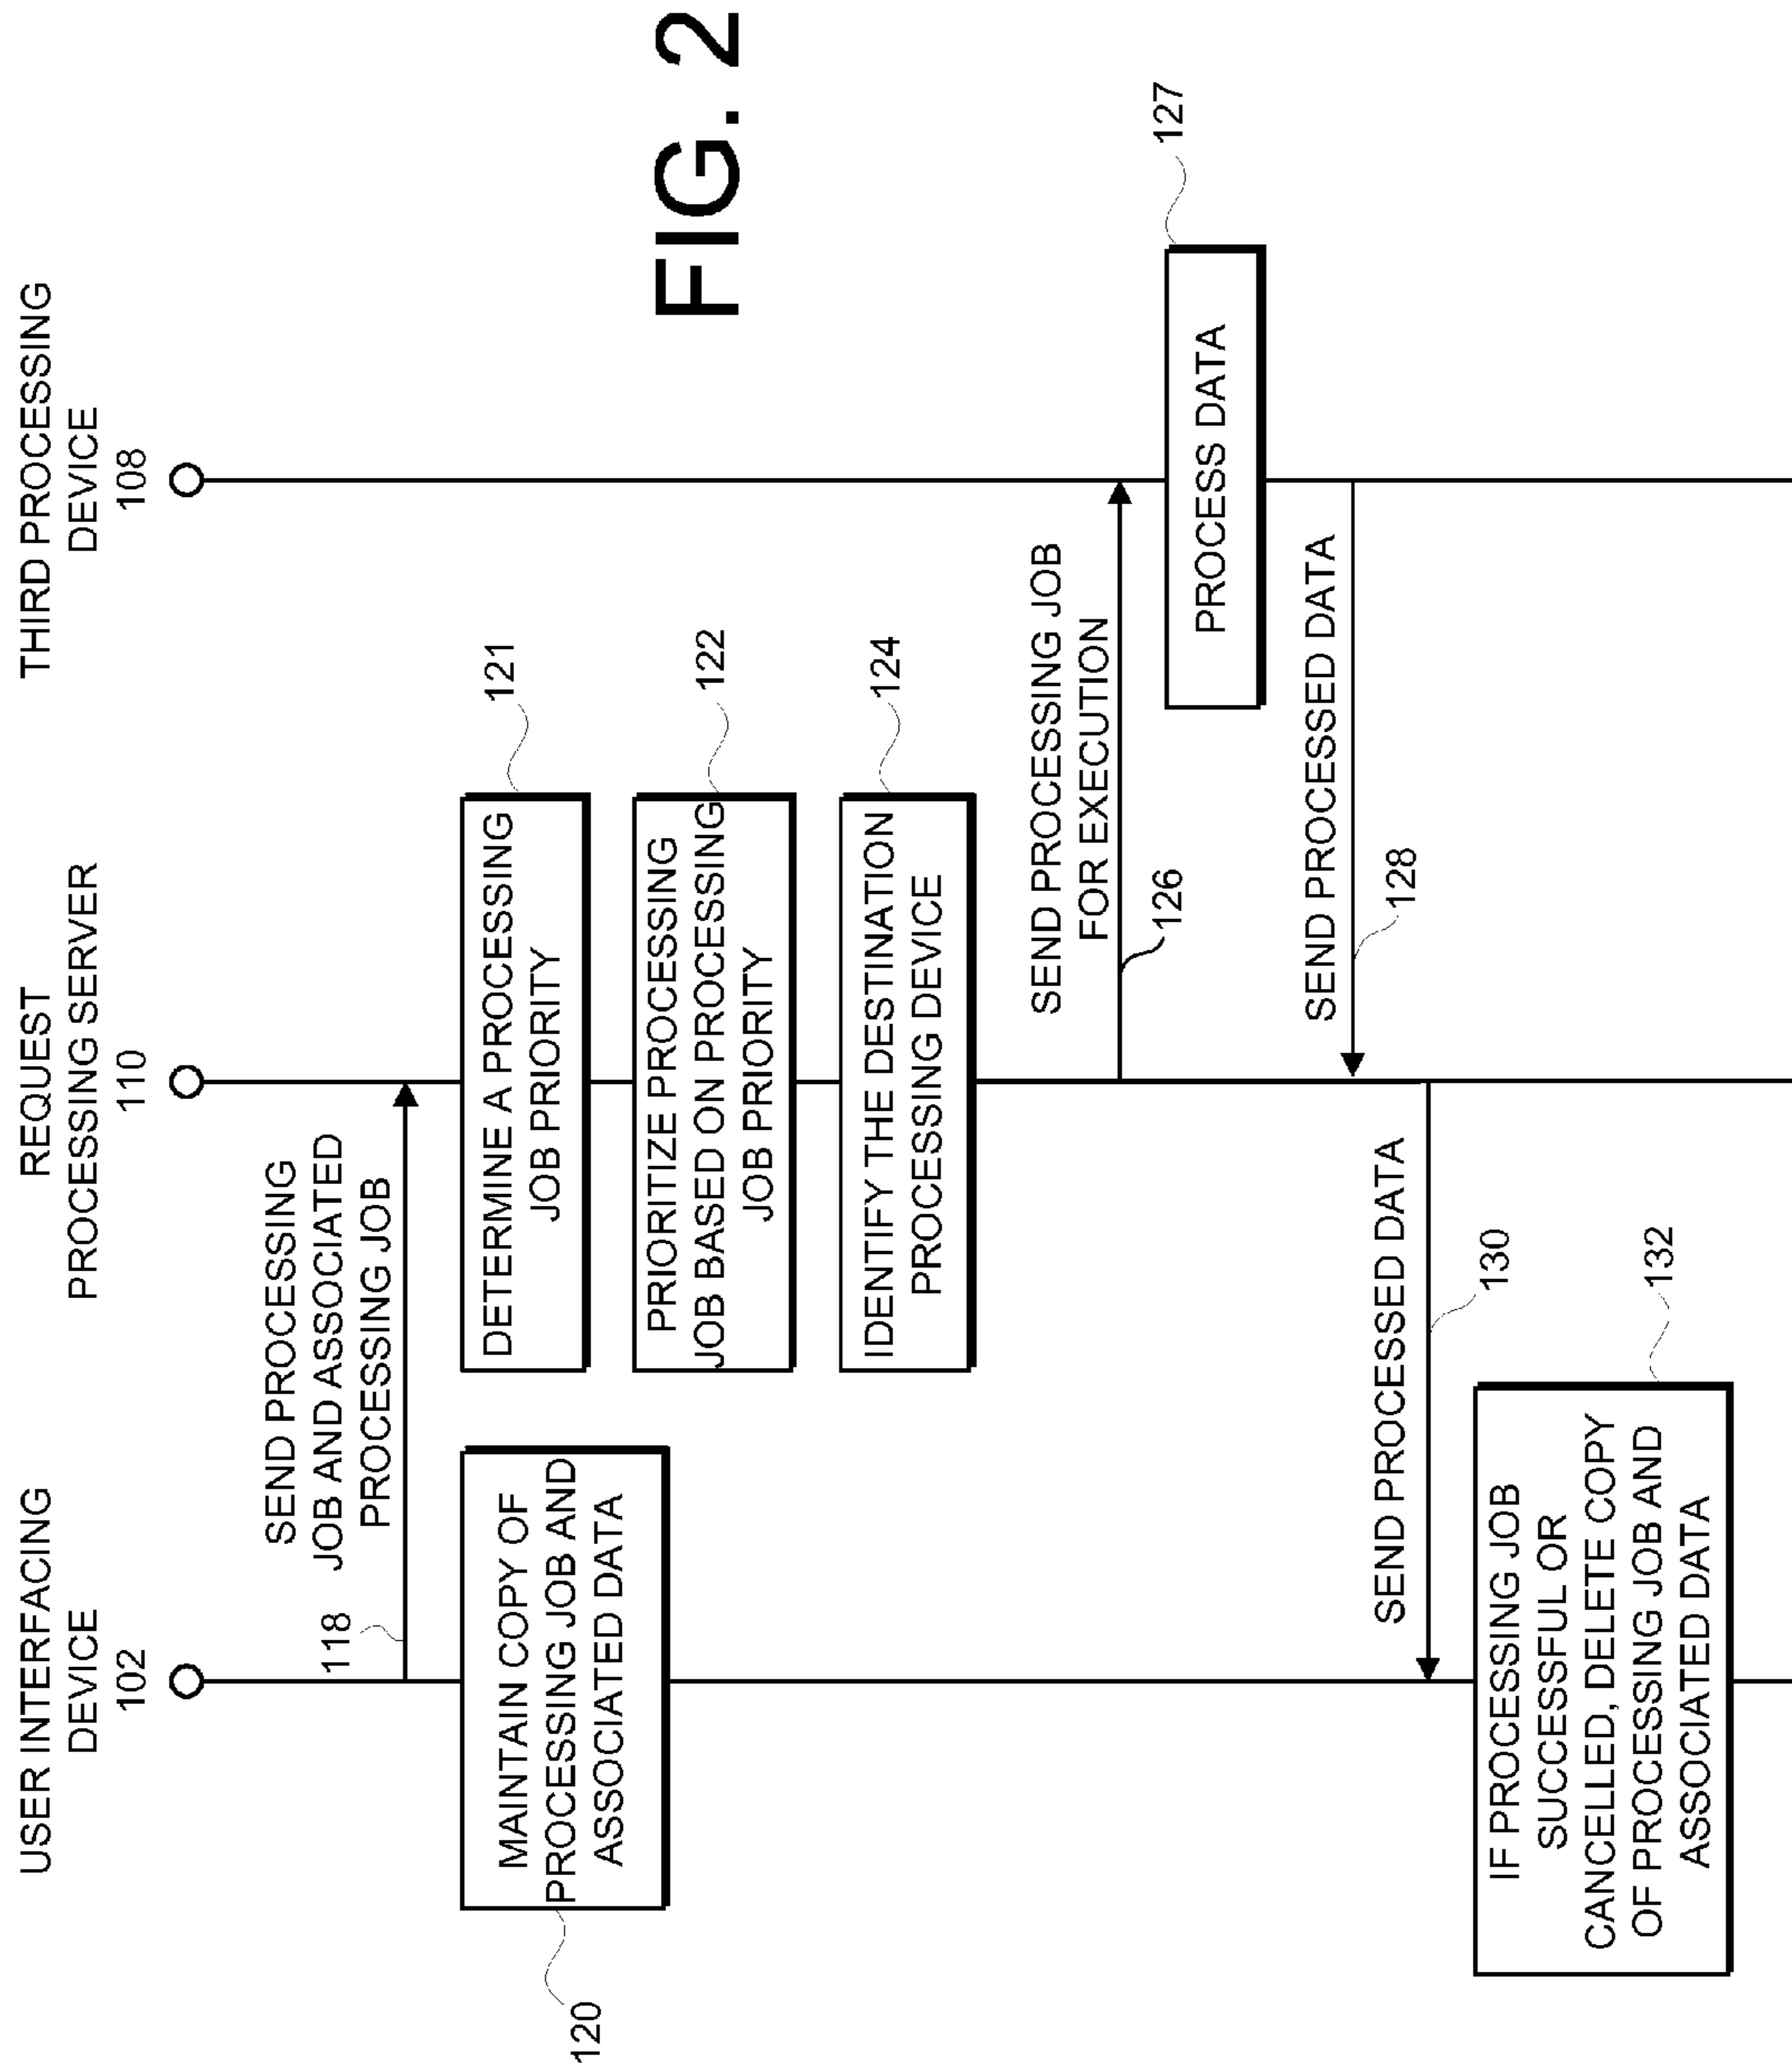 USER INTERFACING
DEVICE
102
REQUEST
PROCESSING SERVER
110
THIRD PROCESSING
DEVICE
108
118
SEND PROCESSING
JOB AND ASSOCIATED
PROCESSING JOB
120
MAINTAIN COPY OF
PROCESSING JOB AND
ASSOCIATED DATA
DETERMINE A PROCESSING
JOB PRIORITY
121
PRIORITIZE PROCESSING
JOB BASED ON PROCESSING
JOB PRIORITY
122
IDENTIFY THE DESTINATION
PROCESSING DEVICE
124
SEND PROCESSING JOB
FOR EXECUTION
126
PROCESS DATA
127
SEND PROCESSED DATA
128
SEND PROCESSED DATA
130
IF PROCESSING JOB
SUCCESSFUL OR
CANCELLED, DELETE COPY
OF PROCESSING JOB AND
ASSOCIATED DATA
132
FIG. 2